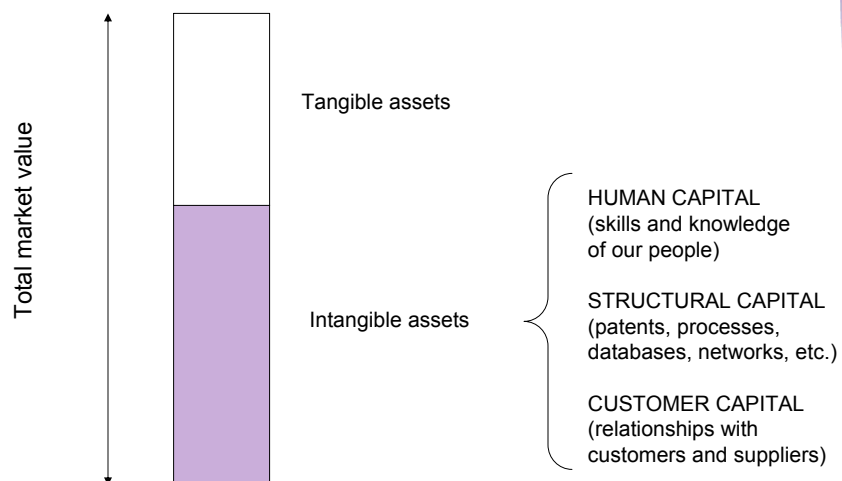 Total market value
Tangible assets
Intangible assets
HUMAN CAPITAL
(skills and knowledge
of our people)
STRUCTURAL CAPITAL
(patents, processes,
databases, networks, etc.)
CUSTOMER CAPITAL
(relationships with
customers and suppliers)